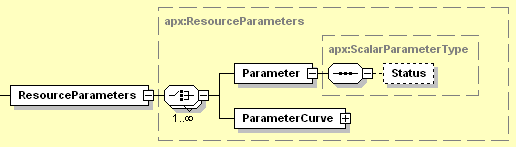 apx:ResourceParameters
apx:ScalarParameterType
Parameter
Status
ResourceParameters
1..∞
ParameterCurve